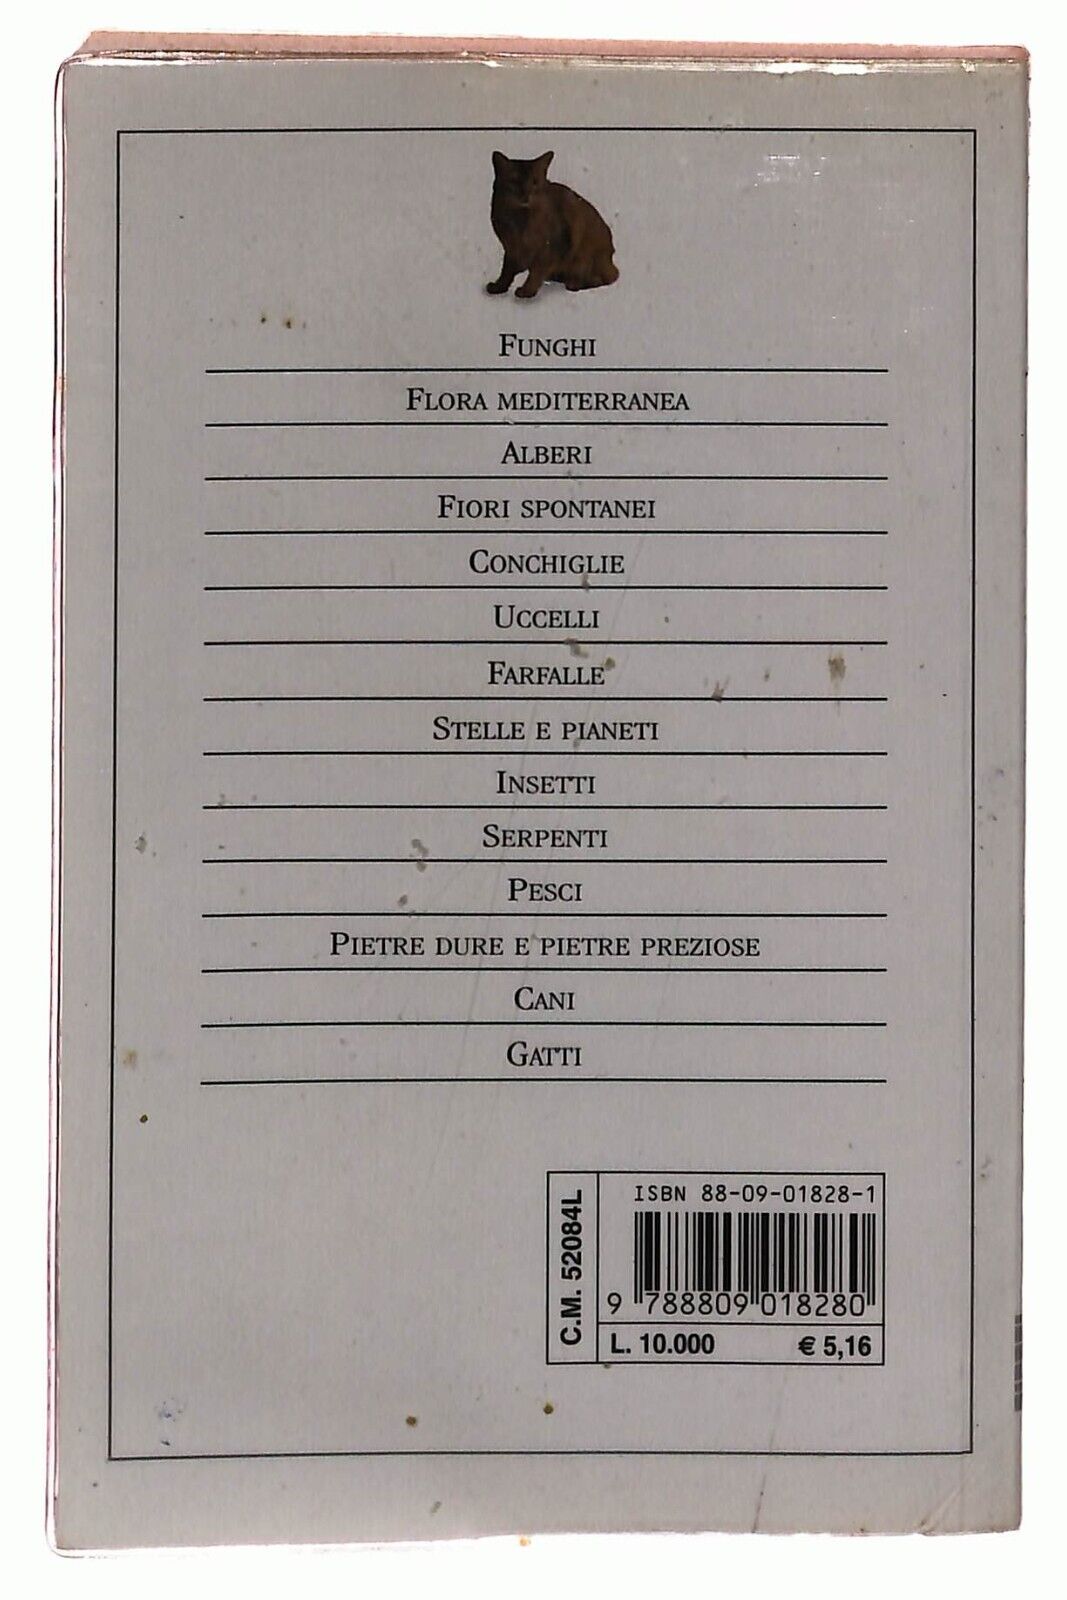 FUNGHI
FLORA MEDITERRANEA
ALBERI
FIORI SPONTANEI
CONCHIGLIE
UCCELLI
FARFALLE
STELLE E PIANETI
INSETTI
SERPENTI
PESCI
PIETRE DURE E PIETRE PREZIOSE
CANI
GATTI
C.M. 52084L
ISBN 88-09-01828-1
9 788809 018280
L. 10.000 € 5,16